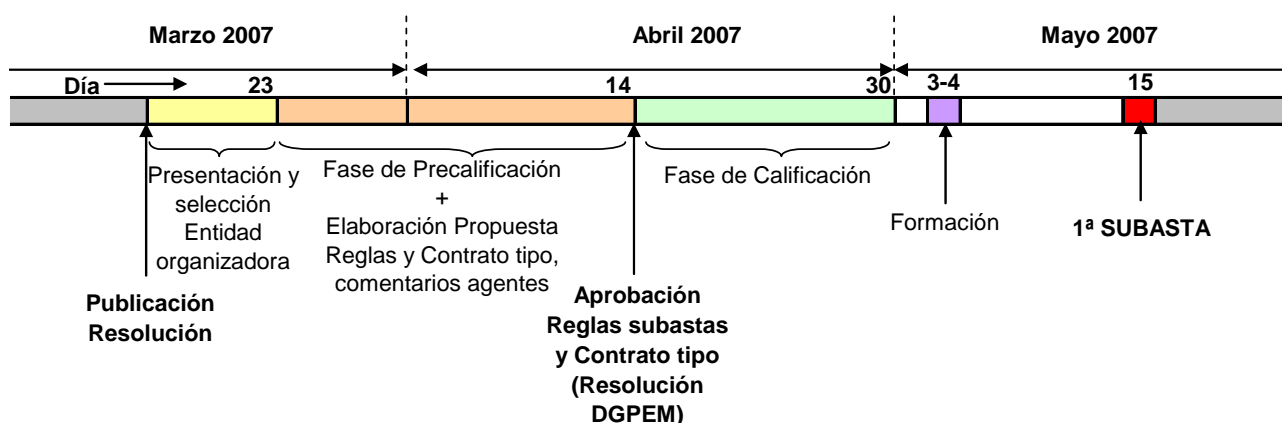 Marzo 2007
Abril 2007
Mayo 2007
Día
23
14
30
3-4
15
Presentación y
selección
Entidad
organizadora
Fase de Precalificación
+
Elaboración Propuesta
Reglas y Contrato tipo,
comentarios agentes
Fase de Calificación
Formación
1ª SUBASTA
Publicación
Resolución
Aprobación
Reglas subastas
y Contrato tipo
(Resolución
DGPEM)